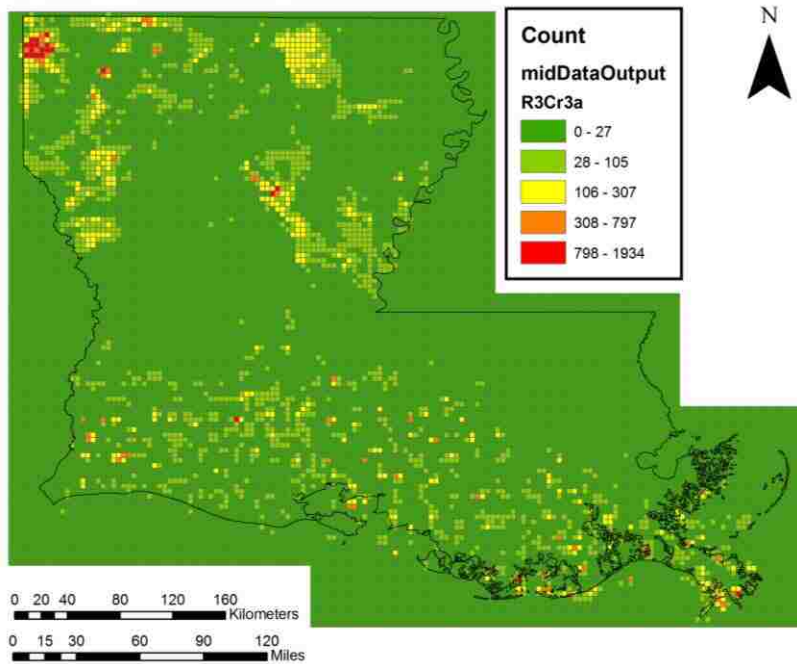 N
Count
midDataOutput
R3Cr3a
0 - 27
28 - 105
106 - 307
308 - 797
798 - 1934
0 20 40 80 120 160
Kilometers
0 15 30 60 90 120
Miles